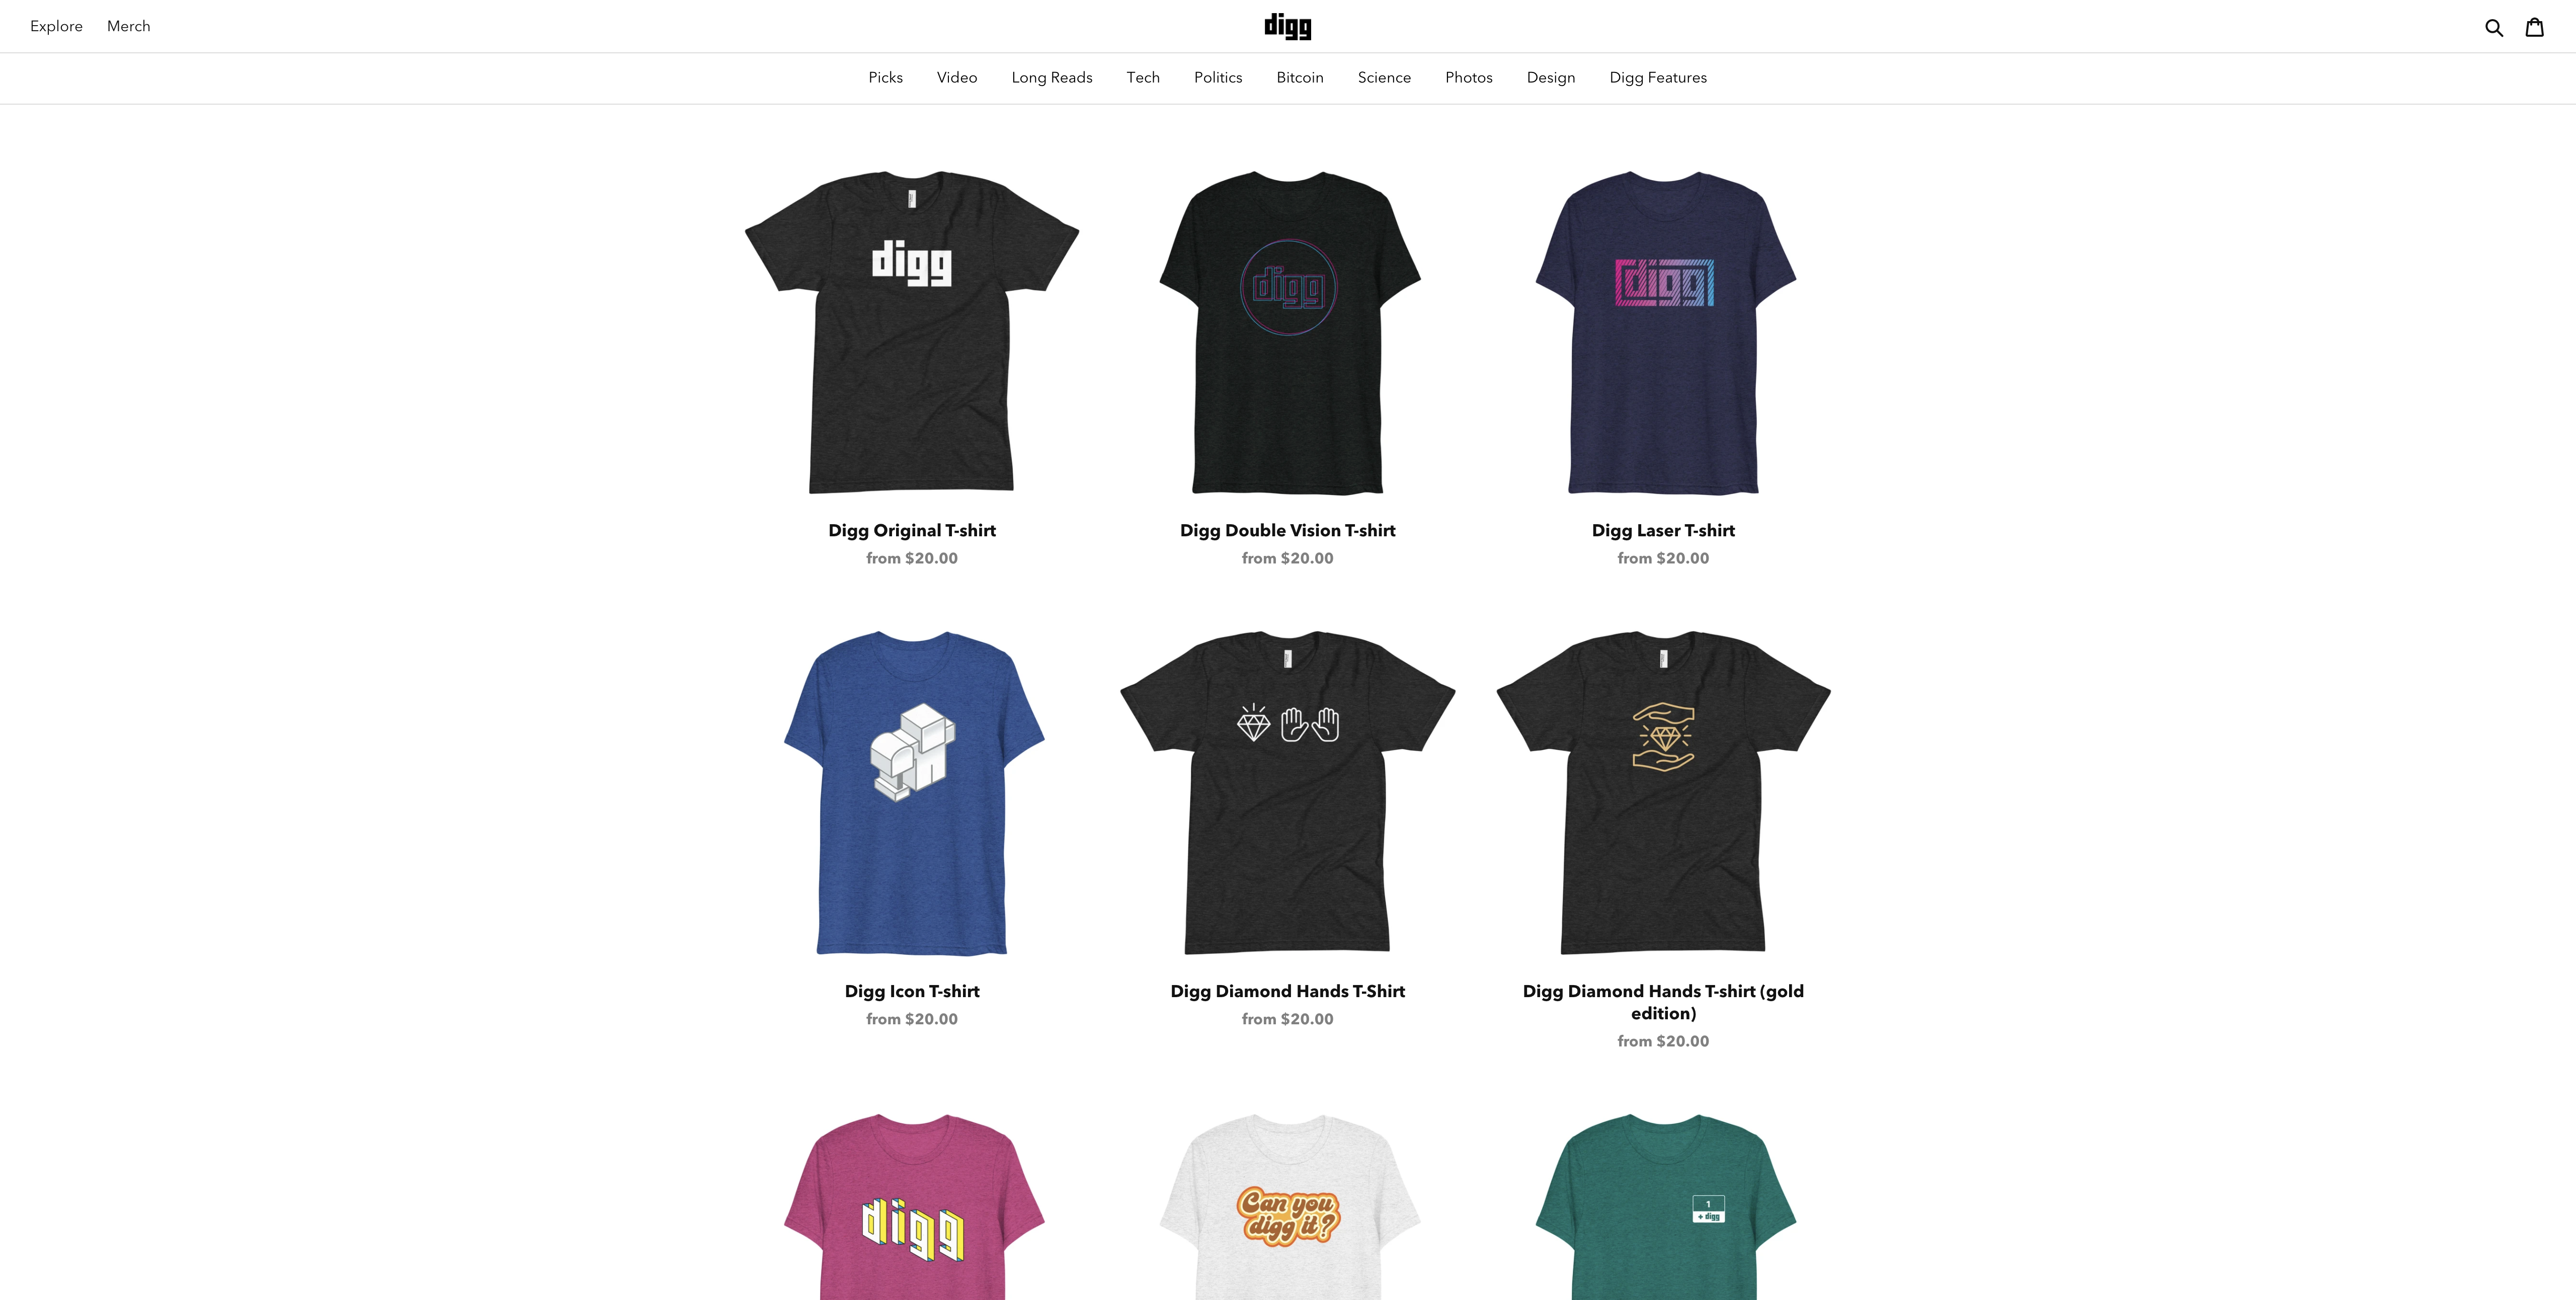 Explore Merch digg
Picks Video Long Reads Tech Politics Bitcoin Science Photos Design Digg Features
digg
digg
digg
Digg Original T-shirt
from $20.00
Digg Double Vision T-shirt
from $20.00
Digg Laser T-shirt
from $20.00
Digg Icon T-shirt
from $20.00
Digg Diamond Hands T-Shirt
from $20.00
Digg Diamond Hands T-shirt (gold
edition)
from $20.00
digg
Can you
digg it?
1
+ digg